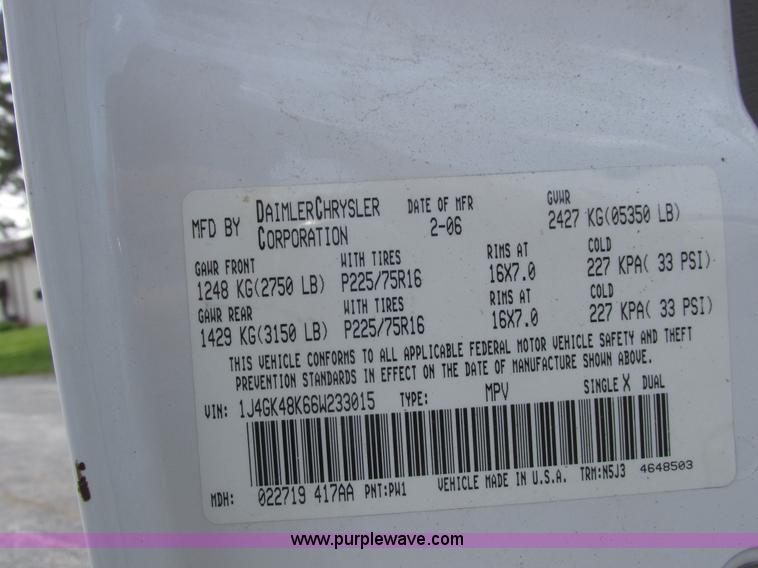 MFD BY DAIMLERCHRYSLER CORPORATION DATE OF MFR 2-06 GVWR 2427 KG(05350 LB)
GAWR FRONT WITH TIRES RIMS AT COLD
1248 KG(2750 LB) P225/75R16 16X7.0 227 KPA( 33 PSI)
GAWR REAR WITH TIRES RIMS AT COLD
1429 KG(3150 LB) P225/75R16 16X7.0 227 KPA( 33 PSI)
THIS VEHICLE CONFORMS TO ALL APPLICABLE FEDERAL MOTOR VEHICLE SAFETY AND THEFT
PREVENTION STANDARDS IN EFFECT ON THE DATE OF MANUFACTURE SHOWN ABOVE.
VIN: 1J4GK48K66W233015 TYPE: MPV SINGLE X DUAL
MDH: 022719 417AA PNT:PW1 VEHICLE MADE IN U.S.A. TRM:N5J3 4648503
www.purplewave.com